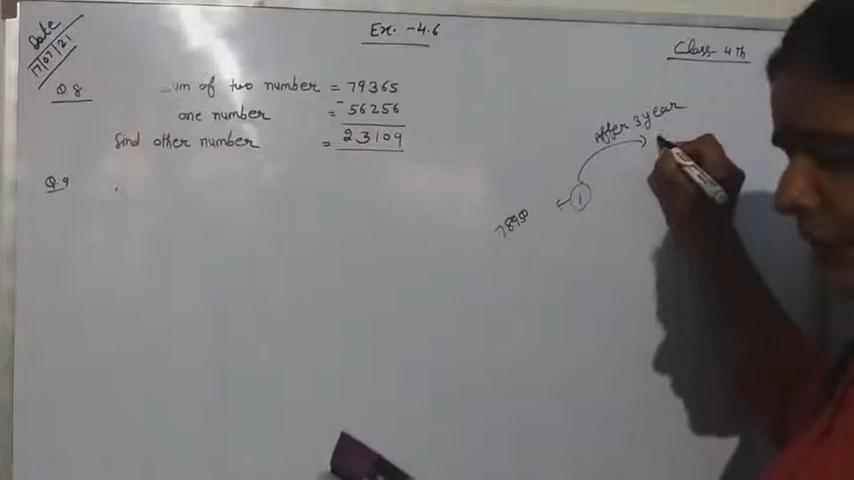 Date
17/07/21
Ex. - 4.6
Class - 4th
Q 8 um of two number = 79365
one number = - 56256
find other number = 23109
Q.9
After 3 year
1
78950